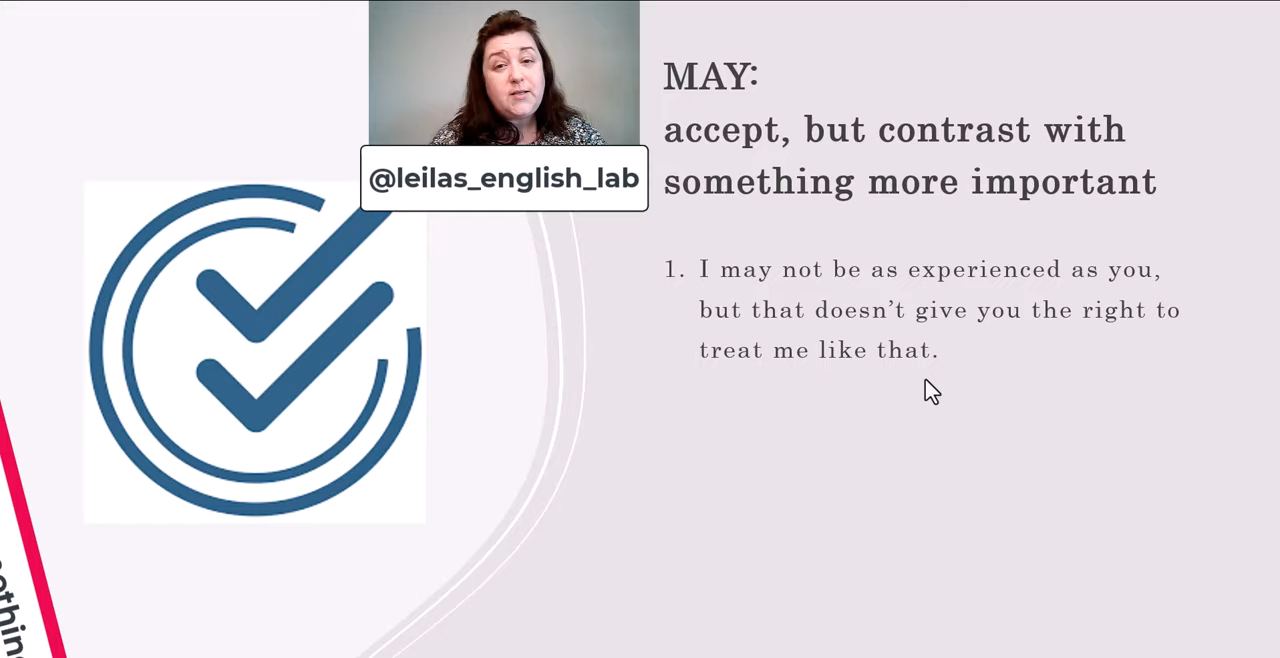 @leilas_english_lab
MAY:
accept, but contrast with
something more important
1. I may not be as experienced as you,
but that doesn’t give you the right to
treat me like that.